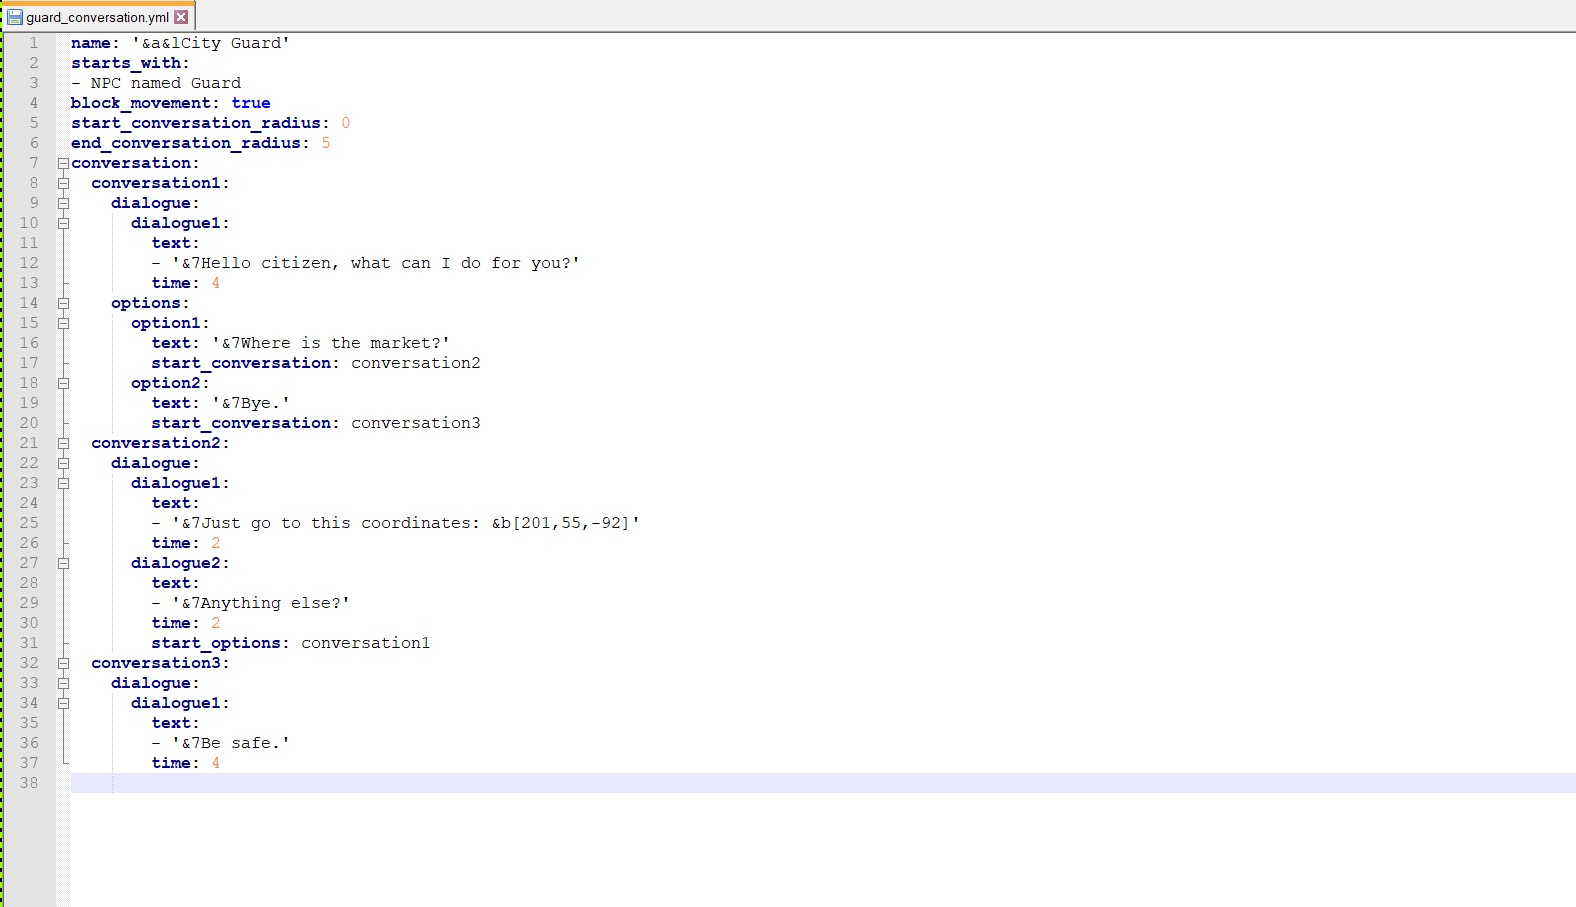 guard_conversation.yml
1 name: '&a&lCity Guard'
2 starts_with:
3 - NPC named Guard
4 block_movement: true
5 start_conversation_radius: 0
6 end_conversation_radius: 5
7 conversation:
8   conversation1:
9     dialogue:
10       dialogue1:
11         text:
12         - '&7Hello citizen, what can I do for you?'
13         time: 4
14     options:
15       option1:
16         text: '&7Where is the market?'
17         start_conversation: conversation2
18       option2:
19         text: '&7Bye.'
20         start_conversation: conversation3
21   conversation2:
22     dialogue:
23       dialogue1:
24         text:
25         - '&7Just go to this coordinates: &b[201,55,-92]'
26         time: 2
27       dialogue2:
28         text:
29         - '&7Anything else?'
30         time: 2
31         start_options: conversation1
32   conversation3:
33     dialogue:
34       dialogue1:
35         text:
36         - '&7Be safe.'
37         time: 4
38